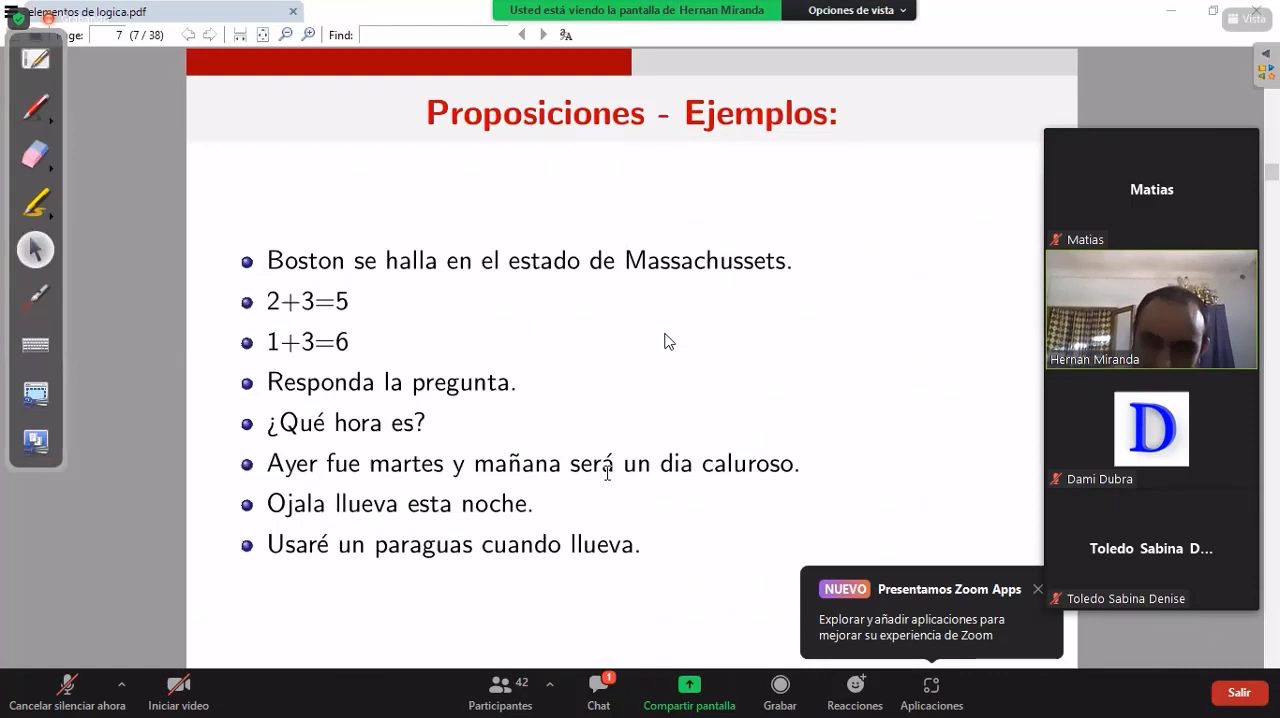 elementos de logica.pdf
Usted está viendo la pantalla de Hernan Miranda
Opciones de vista
Vista
7 (7 / 38)
Find:
Proposiciones - Ejemplos:
Boston se halla en el estado de Massachussets.
2+3=5
1+3=6
Responda la pregunta.
¿Qué hora es?
Ayer fue martes y mañana será un dia caluroso.
Ojala llueva esta noche.
Usaré un paraguas cuando llueva.
Matias
Matias
Hernan Miranda
D
Dami Dubra
Toledo Sabina D...
Toledo Sabina Denise
NUEVO Presentamos Zoom Apps
Explorar y añadir aplicaciones para
mejorar su experiencia de Zoom
Cancelar silenciar ahora
Iniciar video
42
Participantes
1
Chat
Compartir pantalla
Grabar
Reacciones
Aplicaciones
Salir